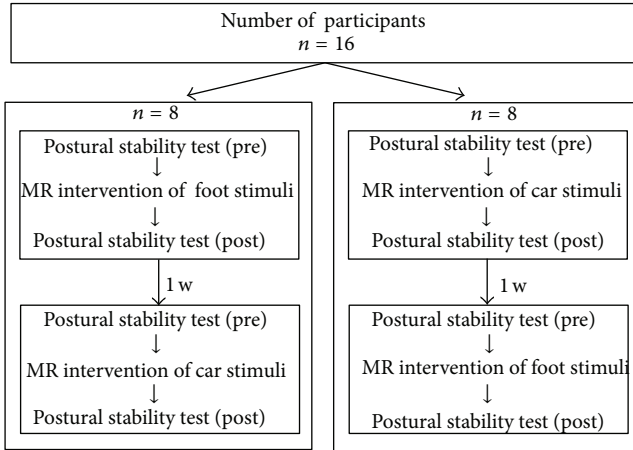 Number of participants
n = 16
n = 8
Postural stability test (pre)
MR intervention of foot stimuli
Postural stability test (post)
1 w
Postural stability test (pre)
MR intervention of car stimuli
Postural stability test (post)
n = 8
Postural stability test (pre)
MR intervention of car stimuli
Postural stability test (post)
1 w
Postural stability test (pre)
MR intervention of foot stimuli
Postural stability test (post)